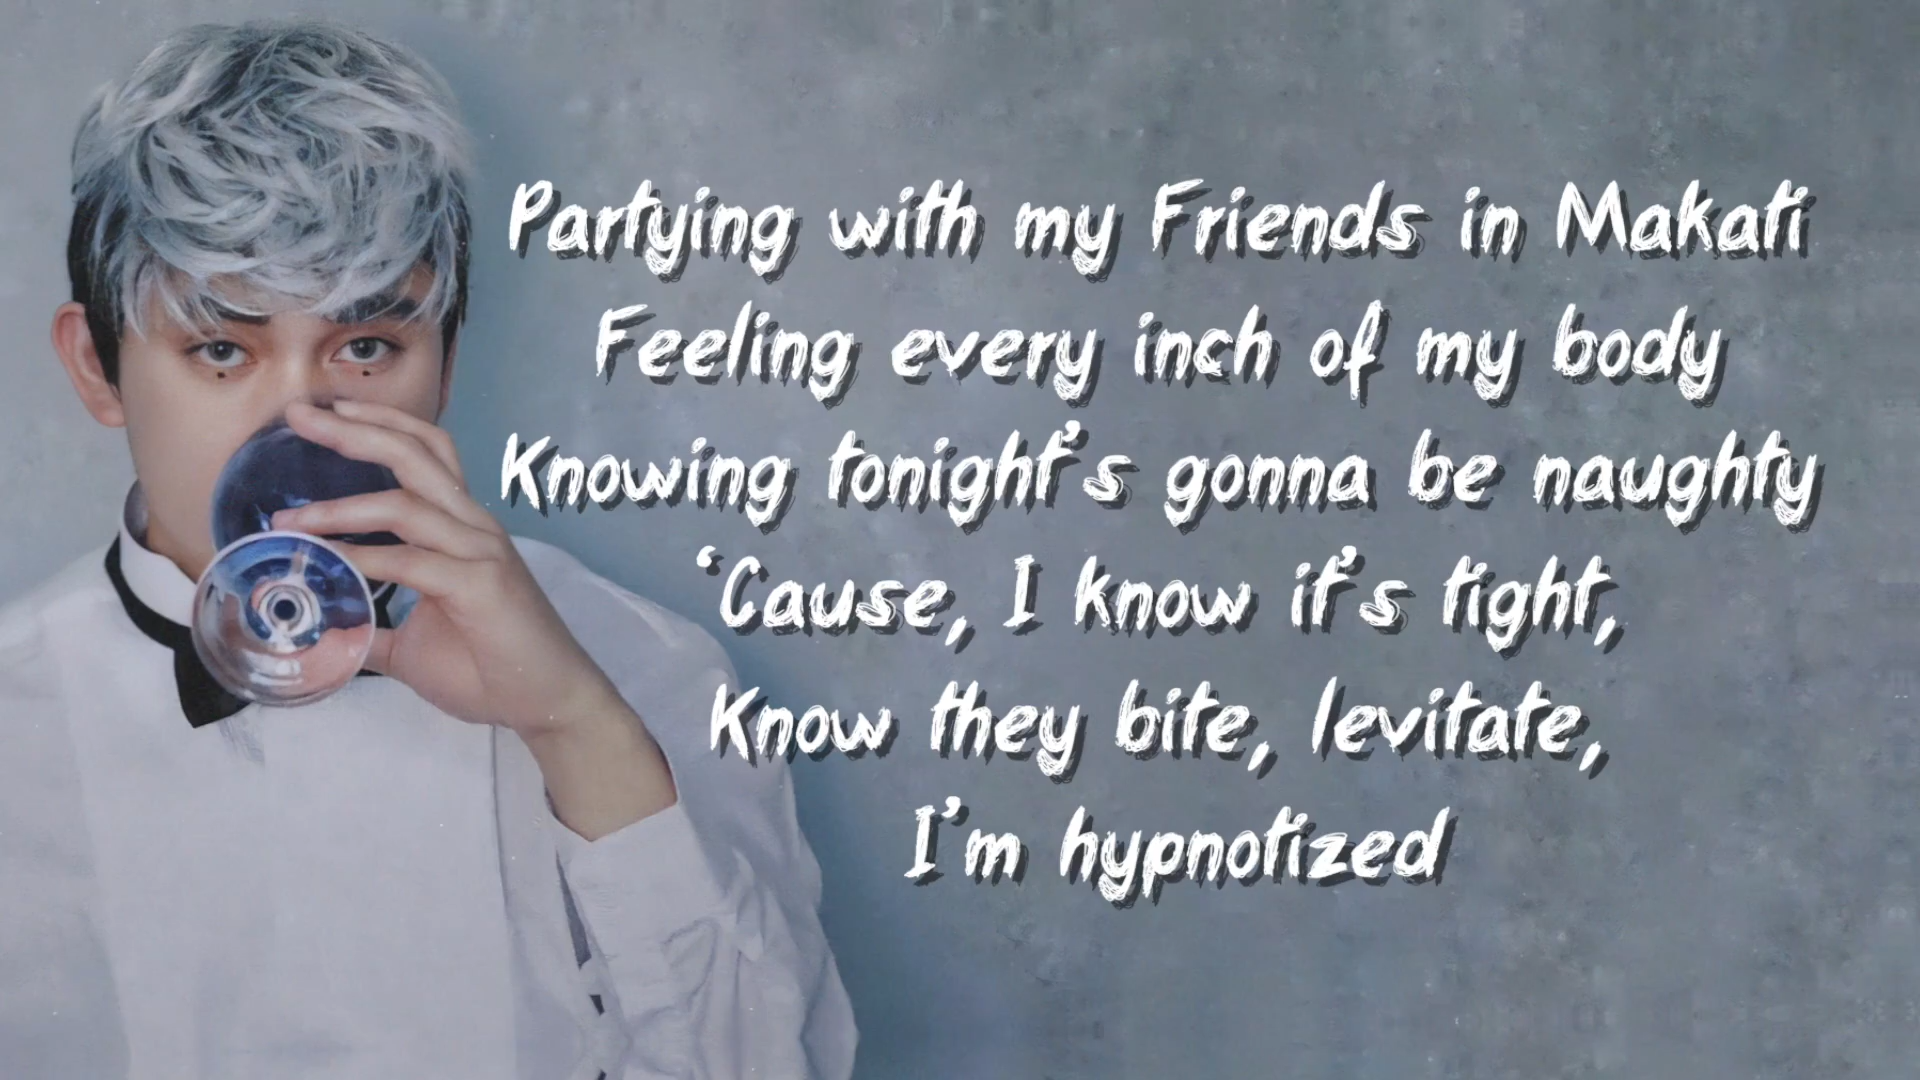 Partying with my Friends in Makati
Feeling every inch of my body
Knowing tonight's gonna be naughty
‘Cause, I know it's tight,
Know they bite, levitate,
I'm hypnotized